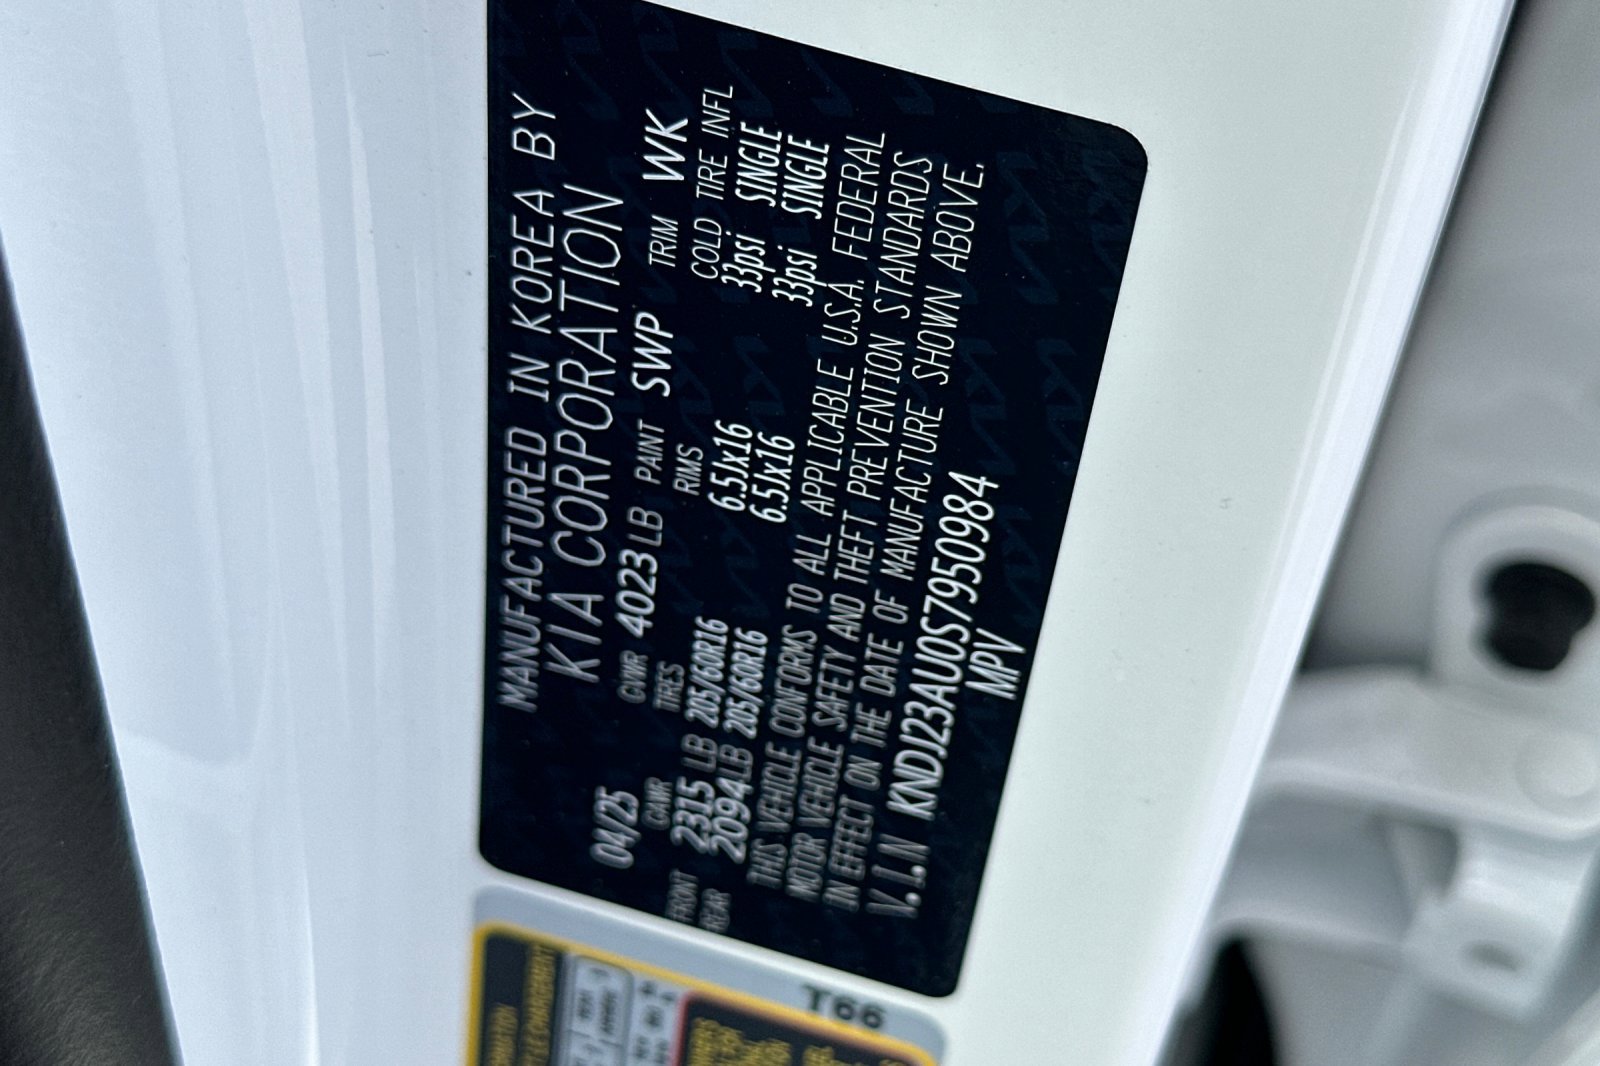 MANUFACTURED IN KOREA BY
KIA CORPORATION
04/25 GVWR 4023 LB PAINT SWP TRIM WK
GAWR TIRES RIMS COLD TIRE INFL
FRONT 2315 LB 205/60R16 6.5Jx16 33psi SINGLE
REAR 2094LB 205/60R16 6.5Jx16 33psi SINGLE
THIS VEHICLE CONFORMS TO ALL APPLICABLE U.S.A. FEDERAL
MOTOR VEHICLE SAFETY AND THEFT PREVENTION STANDARDS
IN EFFECT ON THE DATE OF MANUFACTURE SHOWN ABOVE.
V.I.N KNDJ23AU0S7950984
MPV
T66